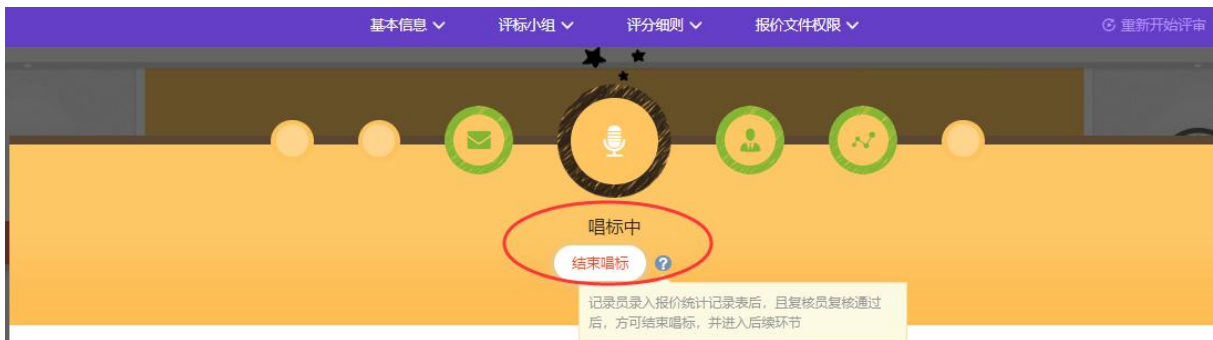 基本信息 评标小组 评分细则 报价文件权限 重新开始评审
唱标中
结束唱标 ?
记录员录入报价统计记录表后，且复核员复核通过
后，方可结束唱标，并进入后续环节